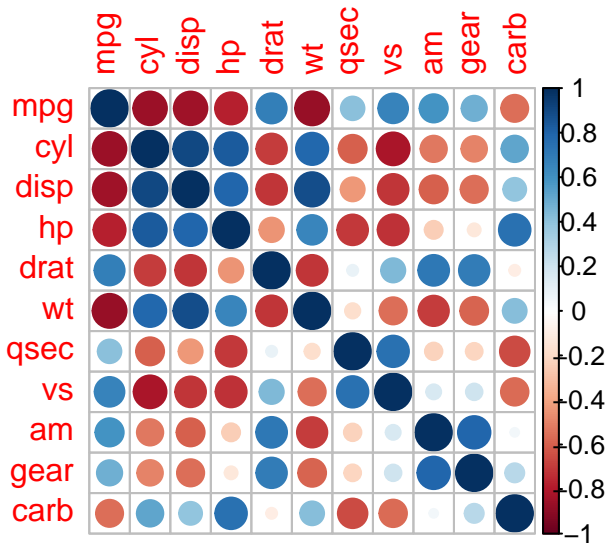 mpg cyl disp hp drat wt qsec vs am gear carb
mpg
cyl
disp
hp
drat
wt
qsec
vs
am
gear
carb
1
0.8
0.6
0.4
0.2
0
−0.2
−0.4
−0.6
−0.8
−1